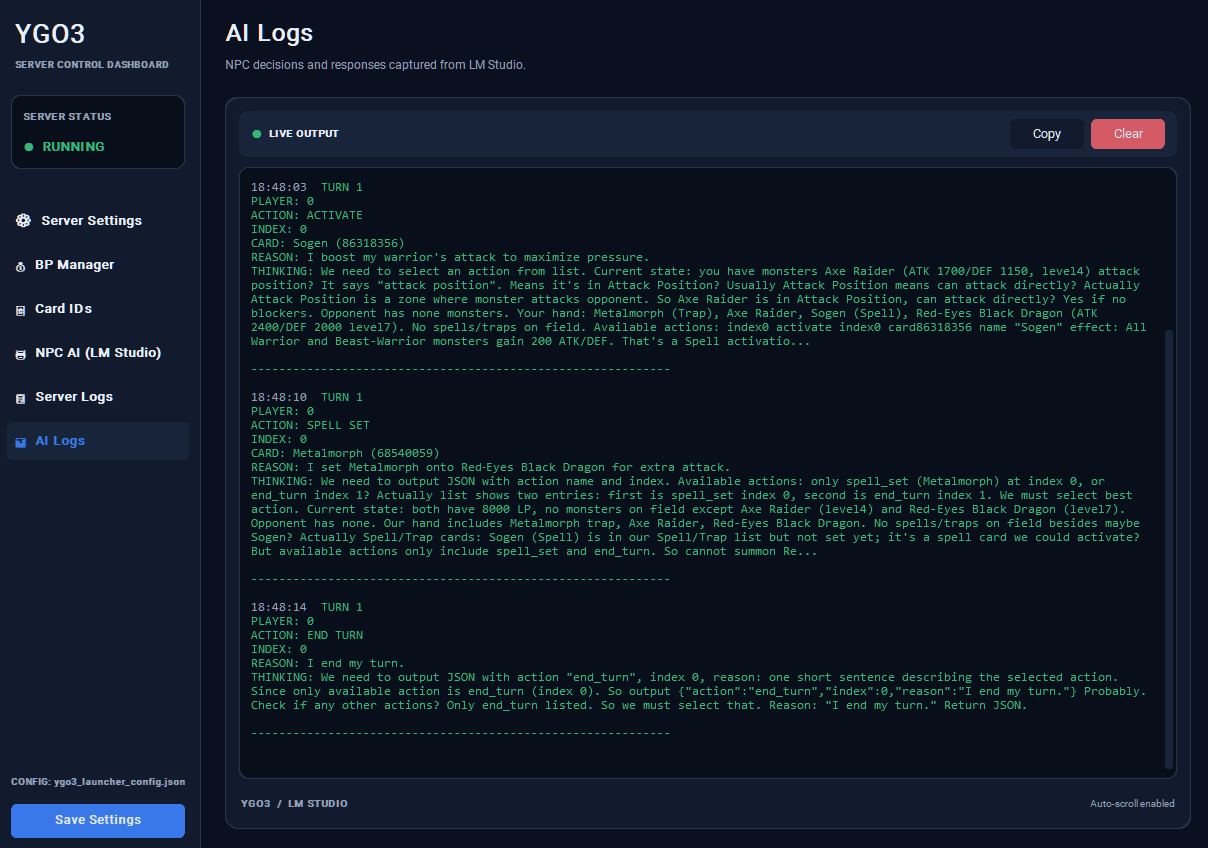 YGO3
SERVER CONTROL DASHBOARD
SERVER STATUS
RUNNING
Server Settings
BP Manager
Card IDs
NPC AI (LM Studio)
Server Logs
AI Logs
CONFIG: ygo3_launcher_config.json
Save Settings
AI Logs
NPC decisions and responses captured from LM Studio.
LIVE OUTPUT
Copy
Clear
18:48:03 TURN 1
PLAYER: 0
ACTION: ACTIVATE
INDEX: 0
CARD: Sogen (86318356)
REASON: I boost my warrior's attack to maximize pressure.
THINKING: We need to select an action from list. Current state: you have monsters Axe Raider (ATK 1700/DEF 1150, level4) attack
position? It says "attack position". Means it's in Attack Position? Usually Attack Position means can attack directly? Actually
Attack Position is a zone where monster attacks opponent. So Axe Raider is in Attack Position, can attack directly? Yes if no
blockers. Opponent has none monsters. Your hand: Metalmorph (Trap), Axe Raider, Sogen (Spell), Red-Eyes Black Dragon (ATK
2400/DEF 2000 level7). No spells/traps on field. Available actions: index0 activate index0 card86318356 name "Sogen" effect: All
Warrior and Beast-Warrior monsters gain 200 ATK/DEF. That's a Spell activatio...
------------------------------------------------------------
18:48:10 TURN 1
PLAYER: 0
ACTION: SPELL SET
INDEX: 0
CARD: Metalmorph (68540059)
REASON: I set Metalmorph onto Red-Eyes Black Dragon for extra attack.
THINKING: We need to output JSON with action name and index. Available actions: only spell_set (Metalmorph) at index 0, or
end_turn index 1? Actually list shows two entries: first is spell_set index 0, second is end_turn index 1. We must select best
action. Current state: both have 8000 LP, no monsters on field except Axe Raider (level4) and Red-Eyes Black Dragon (level7).
Opponent has none. Our hand includes Metalmorph trap, Axe Raider, Red-Eyes Black Dragon. No spells/traps on field besides maybe
Sogen? Actually Spell/Trap cards: Sogen (Spell) is in our Spell/Trap list but not set yet; it's a spell card we could activate?
But available actions only include spell_set and end_turn. So cannot summon Re...
------------------------------------------------------------
18:48:14 TURN 1
PLAYER: 0
ACTION: END TURN
INDEX: 0
REASON: I end my turn.
THINKING: We need to output JSON with action "end_turn", index 0, reason: one short sentence describing the selected action.
Since only available action is end_turn (index 0). So output {"action":"end_turn","index":0,"reason":"I end my turn."} Probably.
Check if any other actions? Only end_turn listed. So we must select that. Reason: "I end my turn." Return JSON.
------------------------------------------------------------
YGO3 / LM STUDIO
Auto-scroll enabled